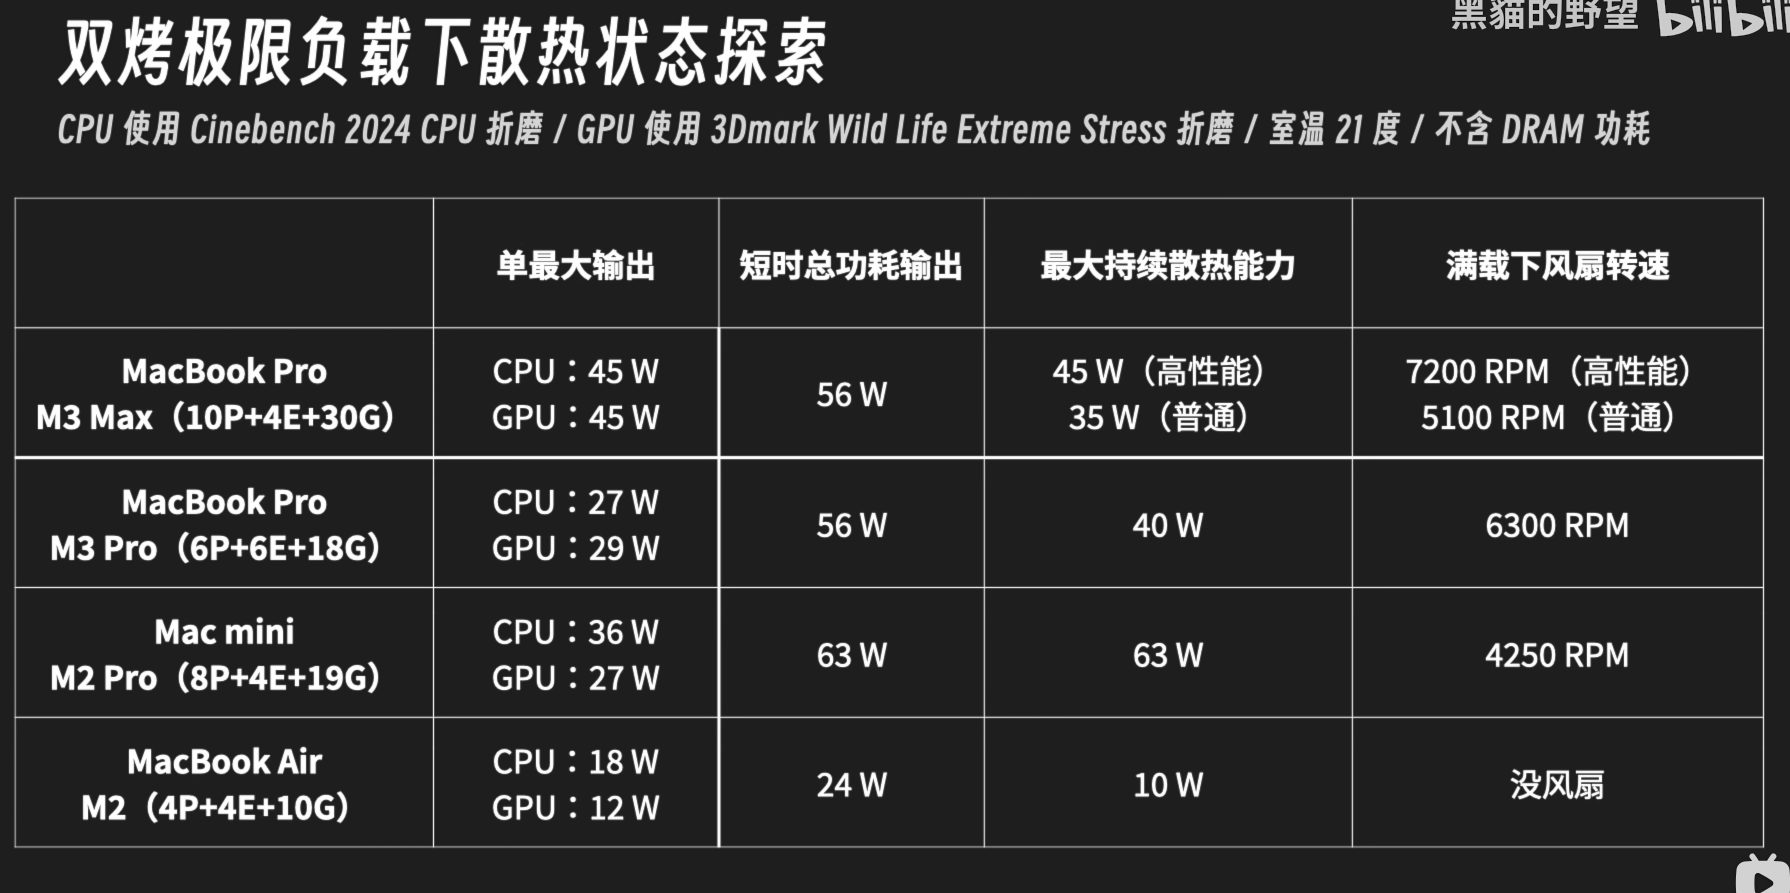 黑貓的野望 bilibili
双烤极限负载下散热状态探索
CPU 使用 Cinebench 2024 CPU 折磨 / GPU 使用 3Dmark Wild Life Extreme Stress 折磨 / 室温 21 度 / 不含 DRAM 功耗
单最大输出 短时总功耗输出 最大持续散热能力 满载下风扇转速
MacBook Pro
M3 Max（10P+4E+30G）
CPU：45 W
GPU：45 W
56 W
45 W（高性能）
35 W（普通）
7200 RPM（高性能）
5100 RPM（普通）
MacBook Pro
M3 Pro（6P+6E+18G）
CPU：27 W
GPU：29 W
56 W
40 W
6300 RPM
Mac mini
M2 Pro（8P+4E+19G）
CPU：36 W
GPU：27 W
63 W
63 W
4250 RPM
MacBook Air
M2（4P+4E+10G）
CPU：18 W
GPU：12 W
24 W
10 W
没风扇